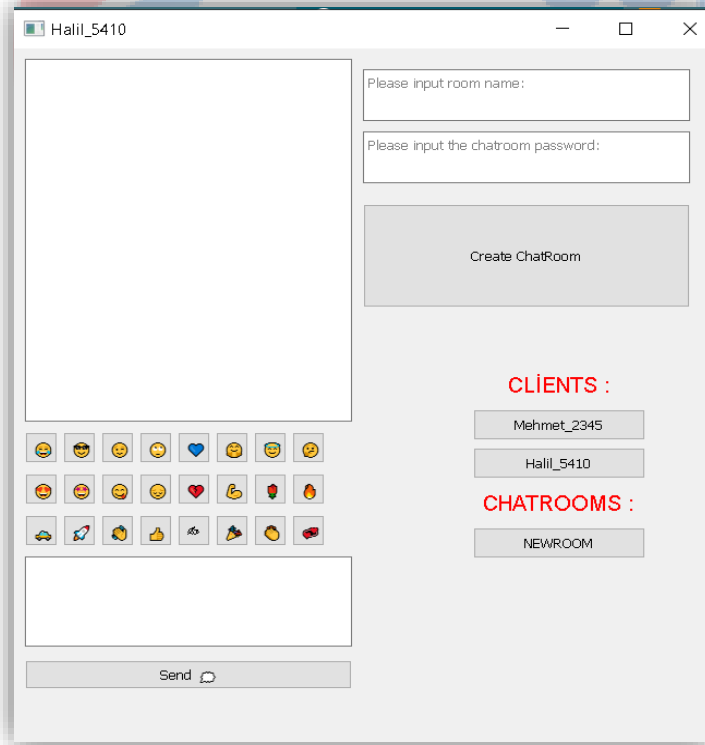 Halil_5410
Please input room name:
Please input the chatroom password:
Create ChatRoom
CLİENTS :
Mehmet_2345
Halil_5410
CHATROOMS :
NEWROOM
Send